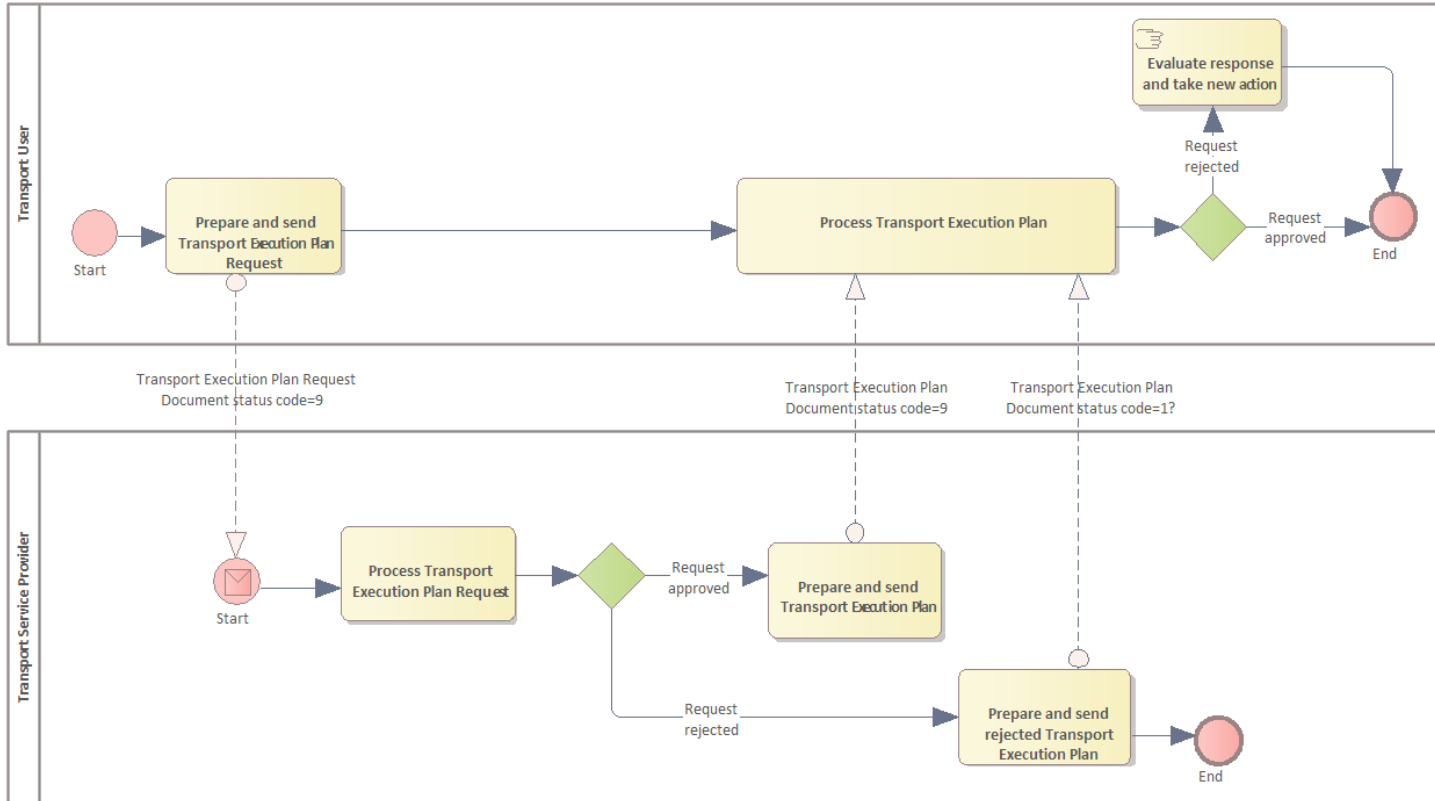 Transport User
Start
Prepare and send
Transport Execution Plan
Request
Process Transport Execution Plan
Evaluate response
and take new action
Request
rejected
Request
approved
End
Transport Execution Plan Request
Document status code=9
Transport Execution Plan
Document status code=9
Transport Execution Plan
Document status code=1?
Transport Service Provider
Start
Process Transport
Execution Plan Request
Request
approved
Prepare and send
Transport Execution Plan
Request
rejected
Prepare and send
rejected Transport
Execution Plan
End